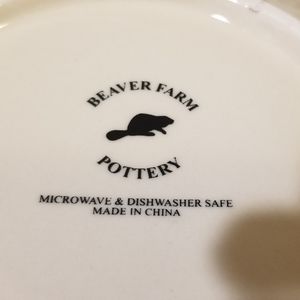 BEAVER FARM
POTTERY
MICROWAVE & DISHWASHER SAFE
MADE IN CHINA